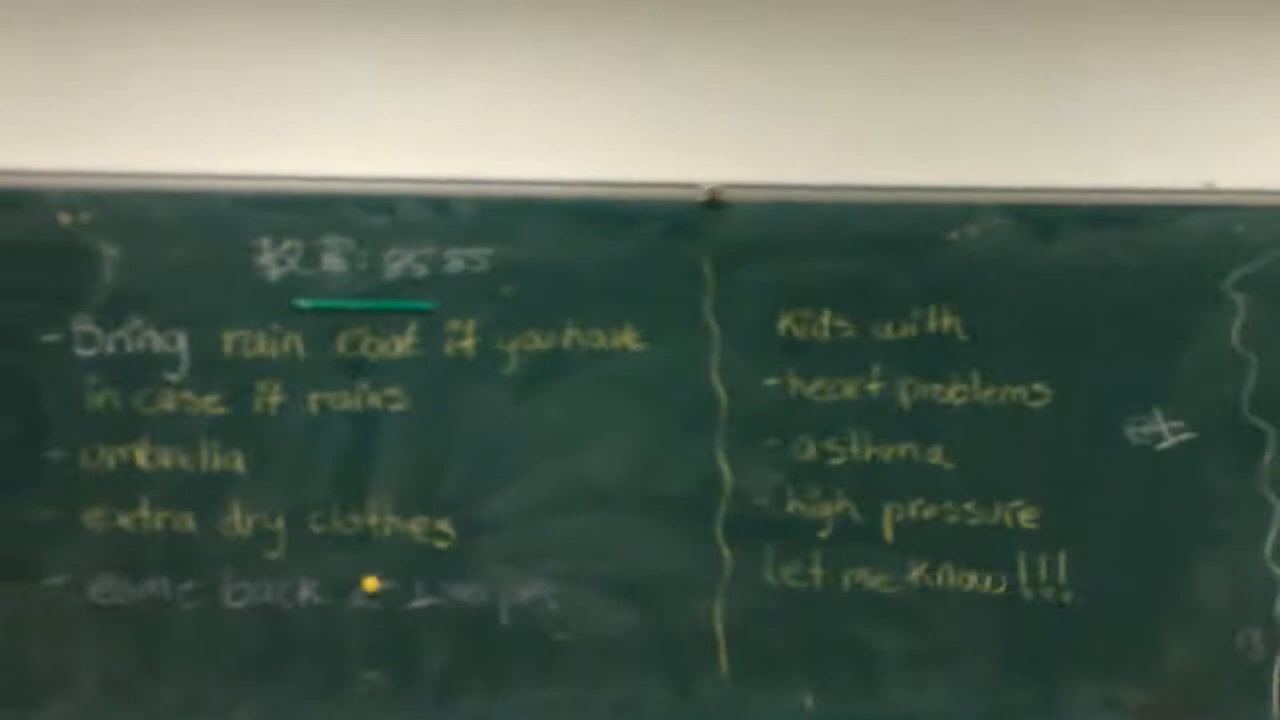 - Bring rain coat if you have
in case it rains
- umbrella
extra dry clothes
- come back
Kids with
- heart problems
- asthma
- high pressure
let me know!!!